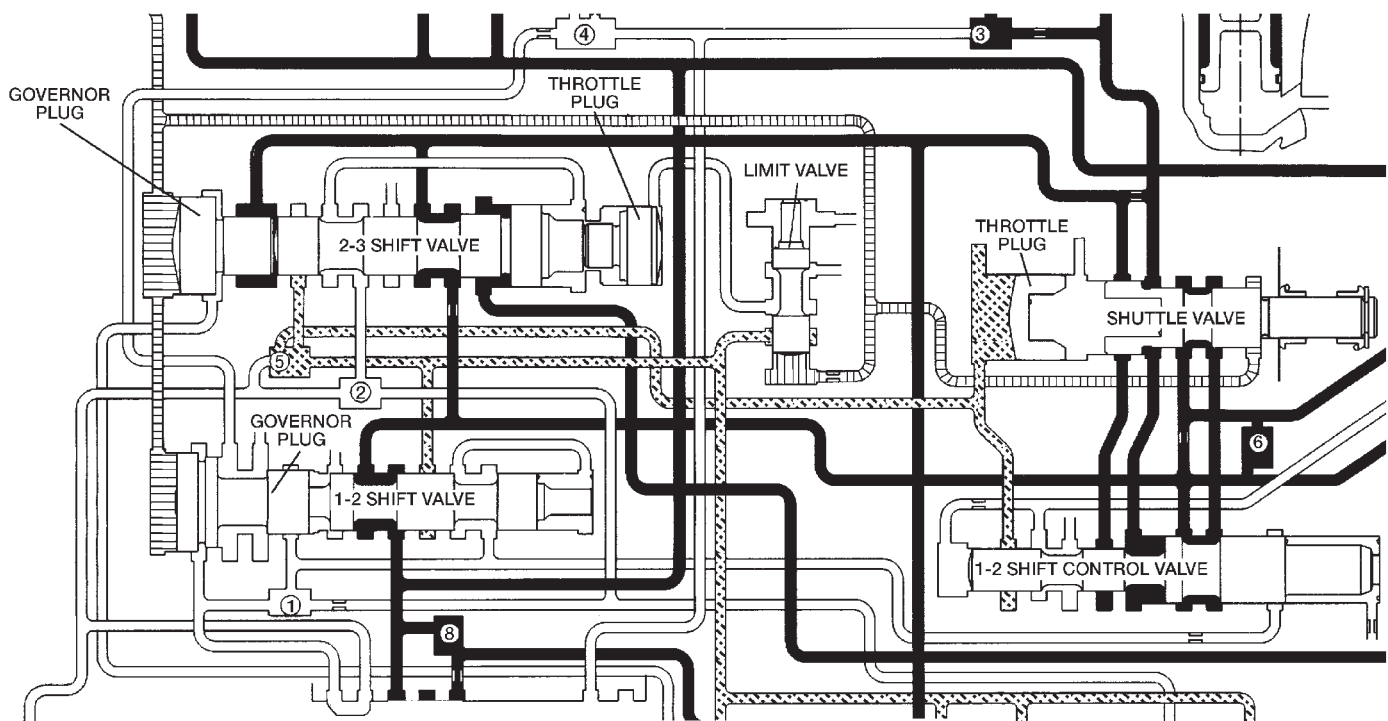 ④
③
GOVERNOR
PLUG
THROTTLE
PLUG
LIMIT VALVE
THROTTLE
PLUG
2-3 SHIFT VALVE
SHUTTLE VALVE
⑤
②
GOVERNOR
PLUG
⑥
1-2 SHIFT VALVE
1-2 SHIFT CONTROL VALVE
①
⑧